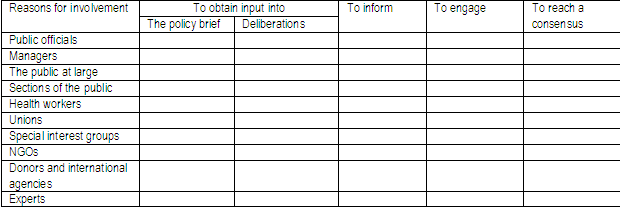 Reasons for involvement To obtain input into To inform To engage To reach a
The policy brief Deliberations consensus
Public officials
Managers
The public at large
Sections of the public
Health workers
Unions
Special interest groups
NGOs
Donors and international
agencies
Experts